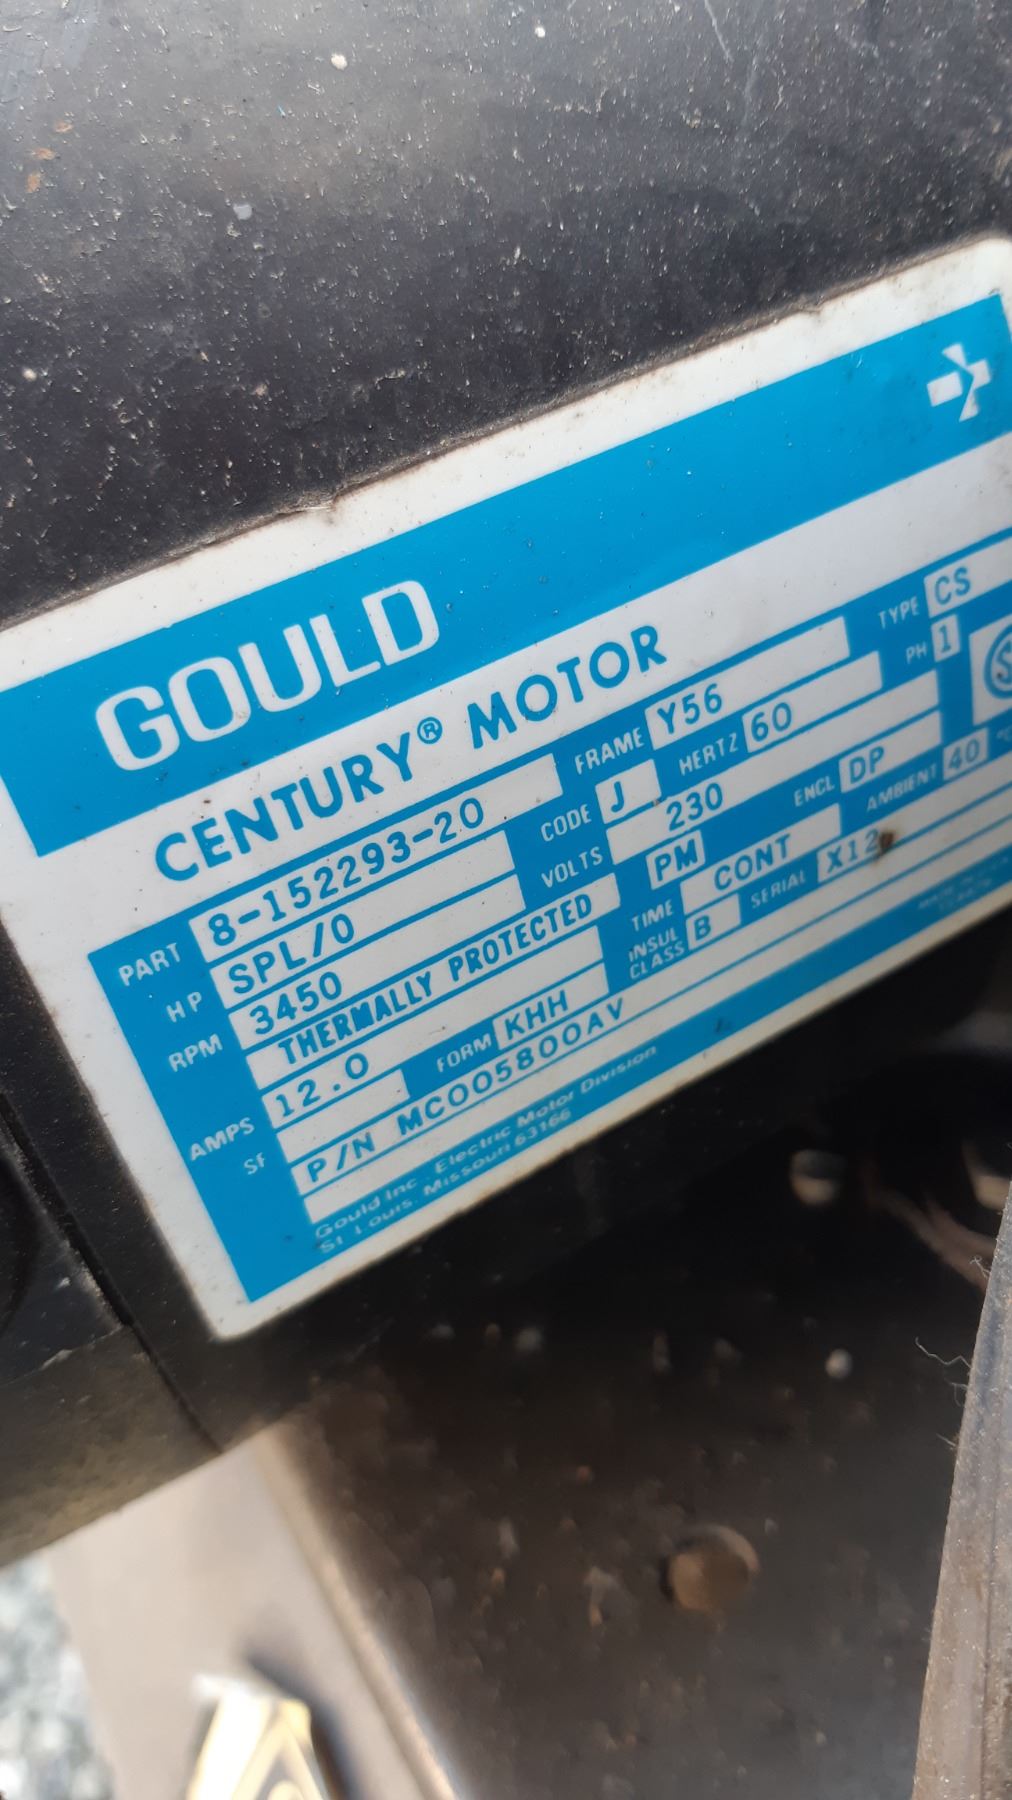 GOULD
CENTURY® MOTOR
PART 8-152293-20 FRAME Y56 TYPE CS
HP SPL/0 CODE J HERTZ 60 PH 1
RPM 3450 VOLTS 230 ENCL DP
THERMALLY PROTECTED PM AMBIENT 40 °C
AMPS 12.0 TIME CONT
SF FORM KHH INSUL CLASS B SERIAL X12
P/N MC005800AV
Gould Inc., Electric Motor Division
St. Louis, Missouri 63166